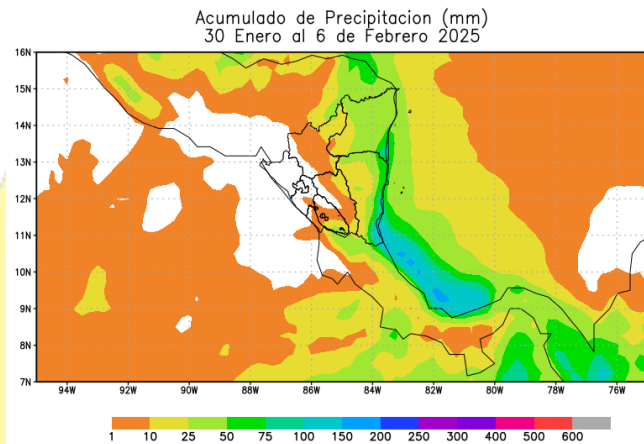 Acumulado de Precipitacion (mm)
30 Enero al 6 de Febrero 2025
16N
15N
14N
13N
12N
11N
10N
9N
8N
7N
94W 92W 90W 88W 86W 84W 82W 80W 78W 76W
1 10 25 50 75 100 150 200 250 300 400 500 600